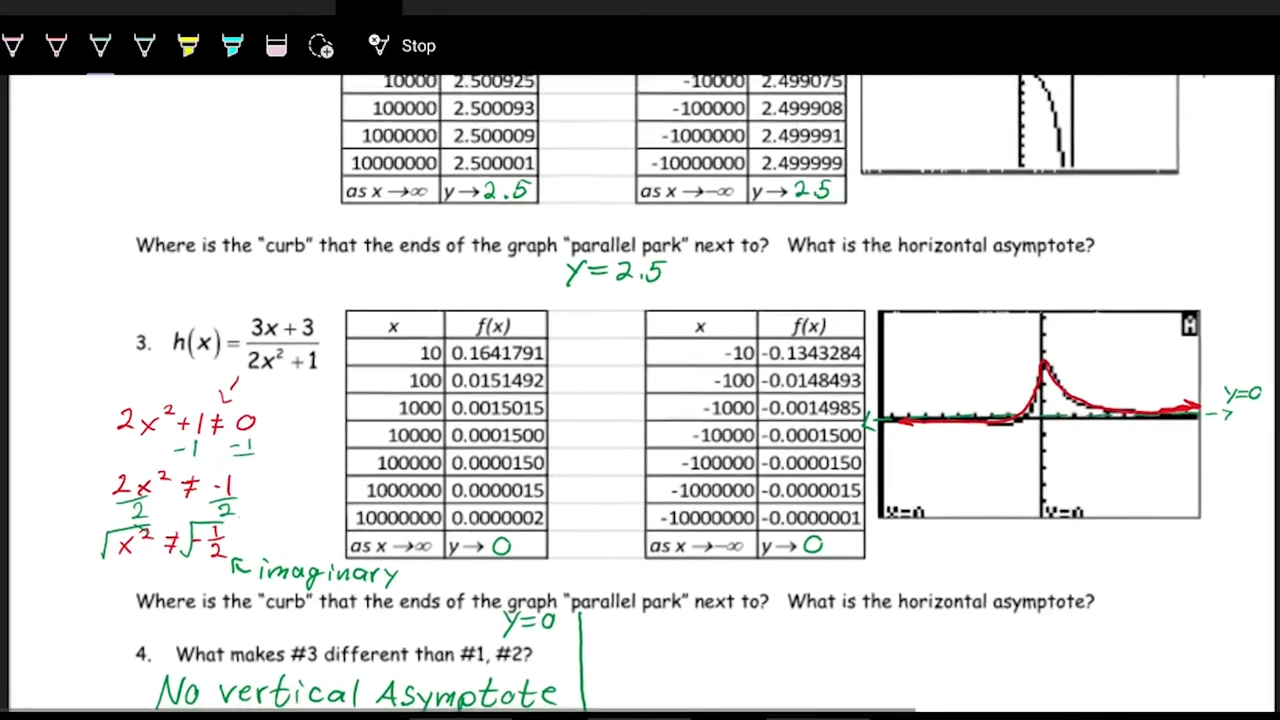 Stop
10000 2.500925 -10000 2.499075
100000 2.500093 -100000 2.499908
1000000 2.500009 -1000000 2.499991
10000000 2.500001 -10000000 2.499999
as x →∞ y → 2.5 as x →-∞ y → 2.5
Where is the "curb" that the ends of the graph "parallel park" next to? What is the horizontal asymptote?
y = 2.5
3. h(x) = (3x + 3)/(2x² + 1)
x f(x) x f(x)
10 0.1641791 -10 -0.1343284
100 0.0151492 -100 -0.0148493
1000 0.0015015 -1000 -0.0014985
10000 0.0001500 -10000 -0.0001500
100000 0.0000150 -100000 -0.0000150
1000000 0.0000015 -1000000 -0.0000015
10000000 0.0000002 -10000000 -0.0000001
as x →∞ y → 0 as x →-∞ y → 0
2x² + 1 ≠ 0
-1 -1
2x² ≠ -1
2 2
√x² ≠ √-1/2
imaginary
y=0
X=0 Y=0
Where is the "curb" that the ends of the graph "parallel park" next to? What is the horizontal asymptote?
y=0
4. What makes #3 different than #1, #2?
No vertical Asymptote